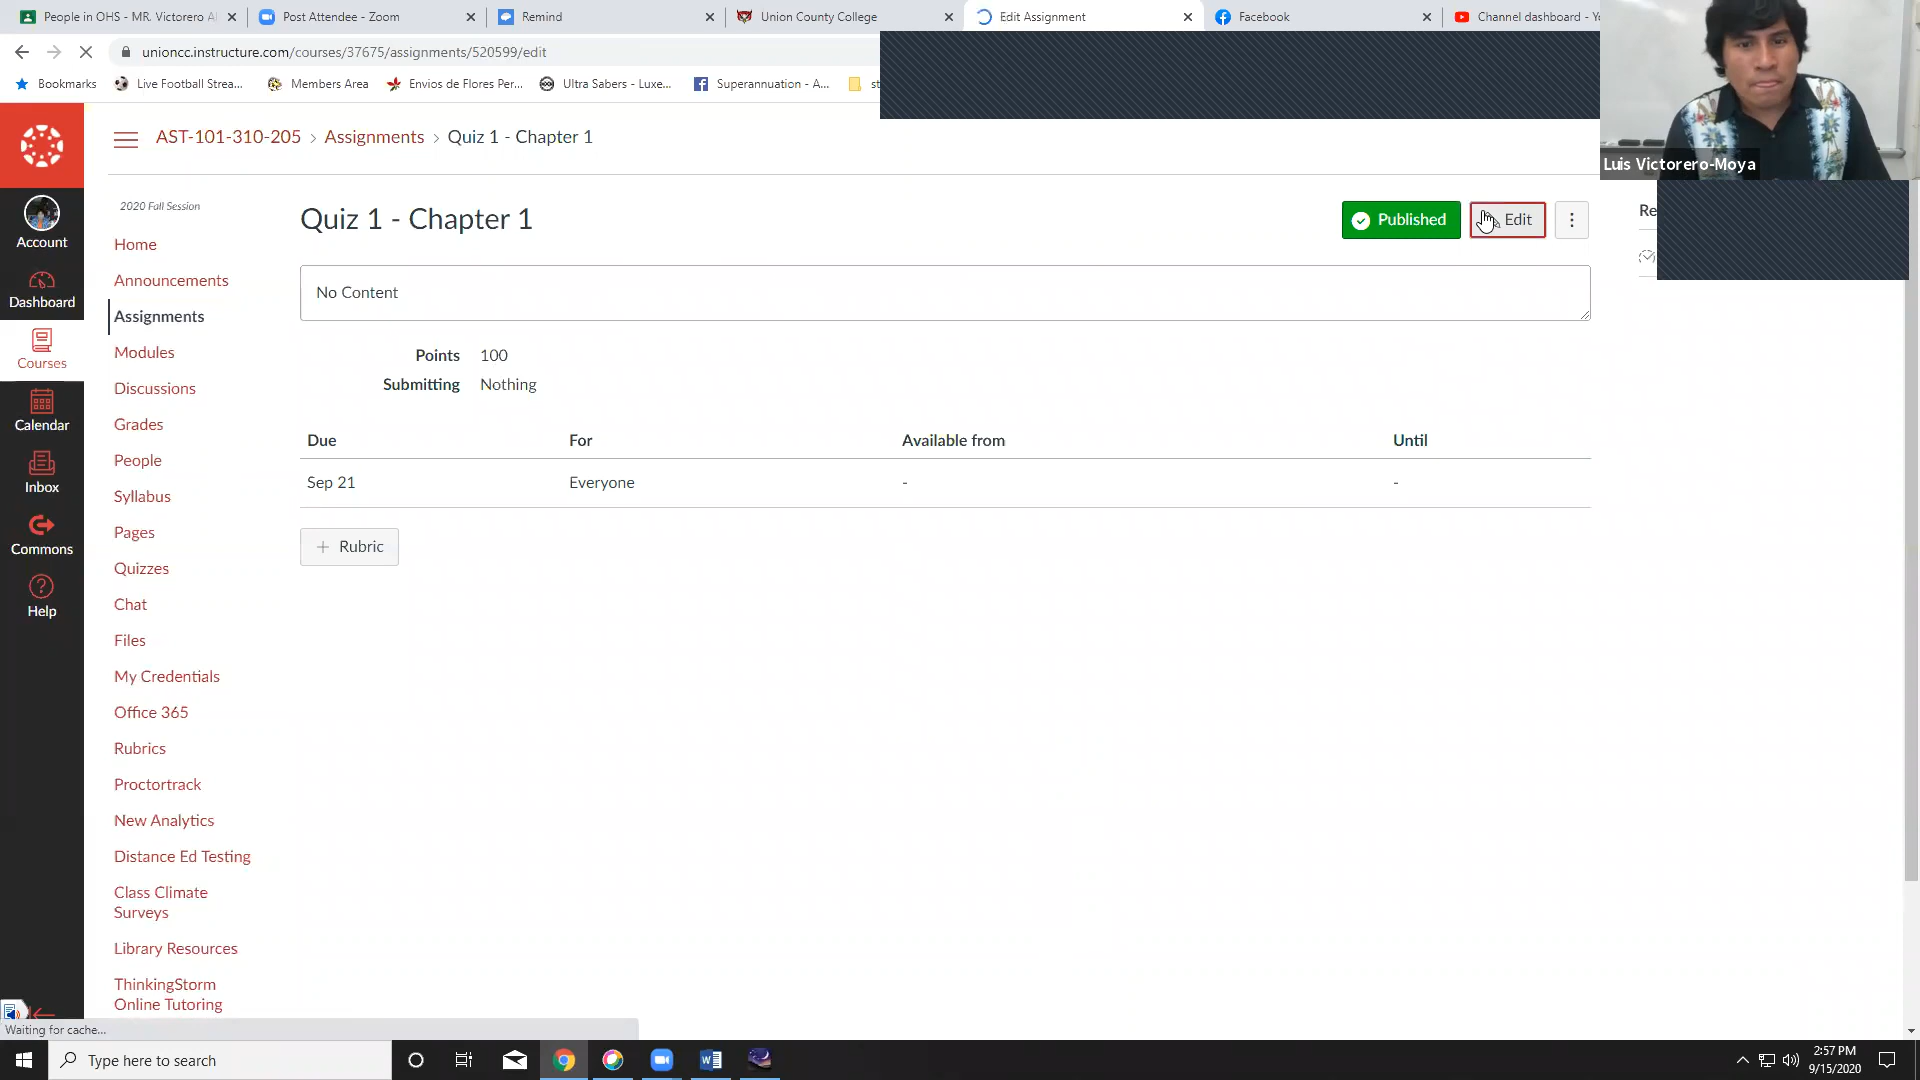 People in OHS - MR. Victorero Al
Post Attendee - Zoom
Remind
Union County College
Edit Assignment
Facebook
Channel dashboard - Yo
unioncc.instructure.com/courses/37675/assignments/520599/edit
Bookmarks
Live Football Strea...
Members Area
Envios de Flores Per...
Ultra Sabers - Luxe...
Superannuation - A...
st
Luis Victorero-Moya
AST-101-310-205 › Assignments › Quiz 1 - Chapter 1
2020 Fall Session
Quiz 1 - Chapter 1
Published
Edit
Re
Account
Dashboard
Courses
Calendar
Inbox
Commons
Help
Home
Announcements
Assignments
Modules
Discussions
Grades
People
Syllabus
Pages
Quizzes
Chat
Files
My Credentials
Office 365
Rubrics
Proctortrack
New Analytics
Distance Ed Testing
Class Climate
Surveys
Library Resources
ThinkingStorm
Online Tutoring
No Content
Points 100
Submitting Nothing
Due For Available from Until
Sep 21 Everyone - -
+ Rubric
Waiting for cache...
Type here to search
2:57 PM
9/15/2020